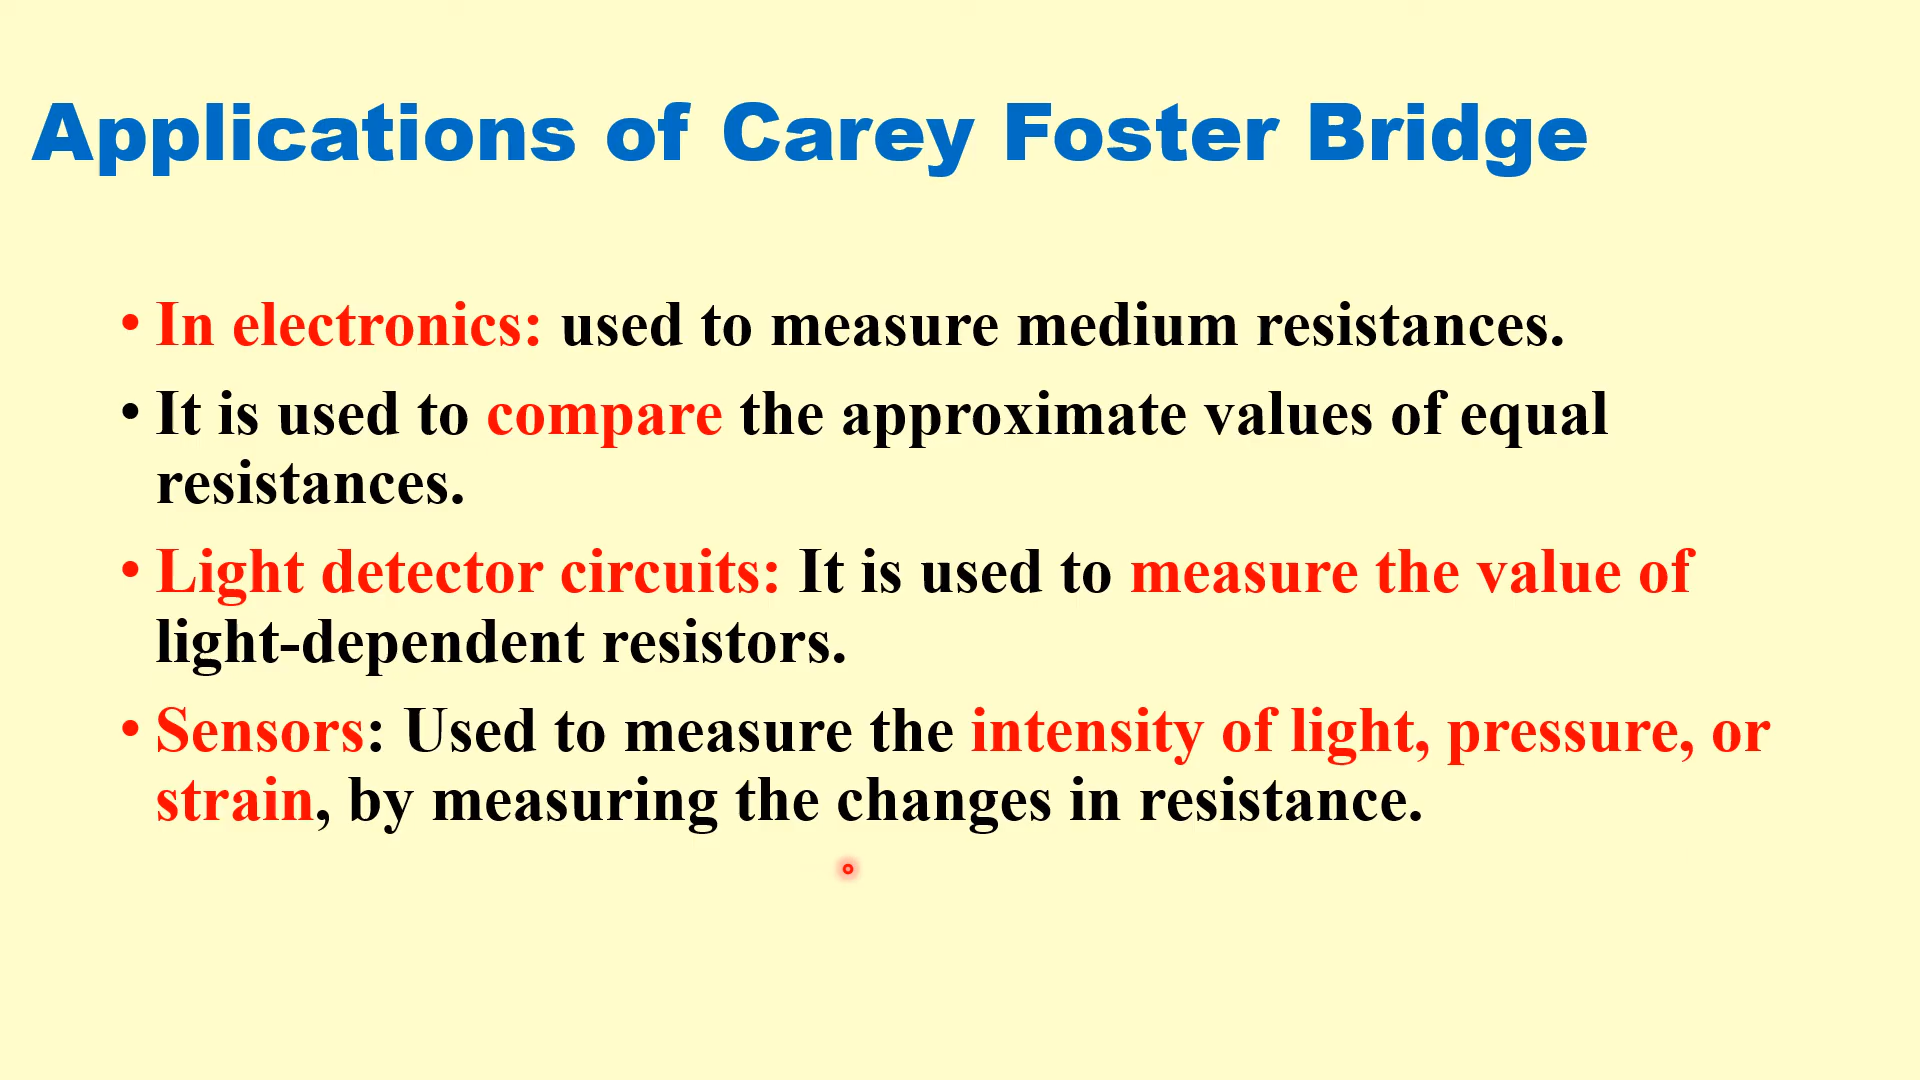 Applications of Carey Foster Bridge
• In electronics: used to measure medium resistances.
• It is used to compare the approximate values of equal
resistances.
• Light detector circuits: It is used to measure the value of
light-dependent resistors.
• Sensors: Used to measure the intensity of light, pressure, or
strain, by measuring the changes in resistance.